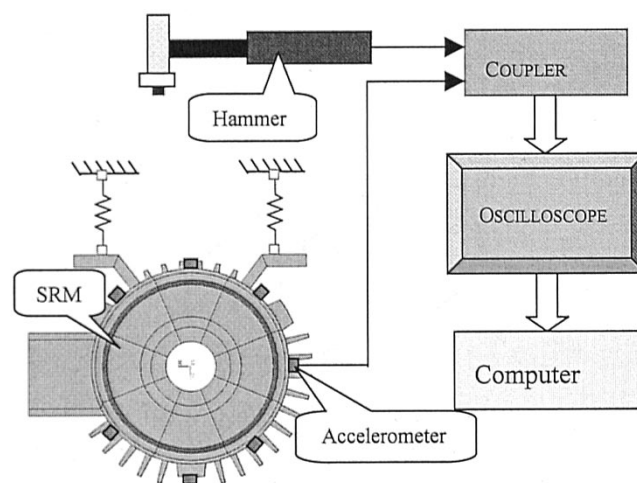 COUPLER
Hammer
OSCILLOSCOPE
SRM
Computer
Accelerometer